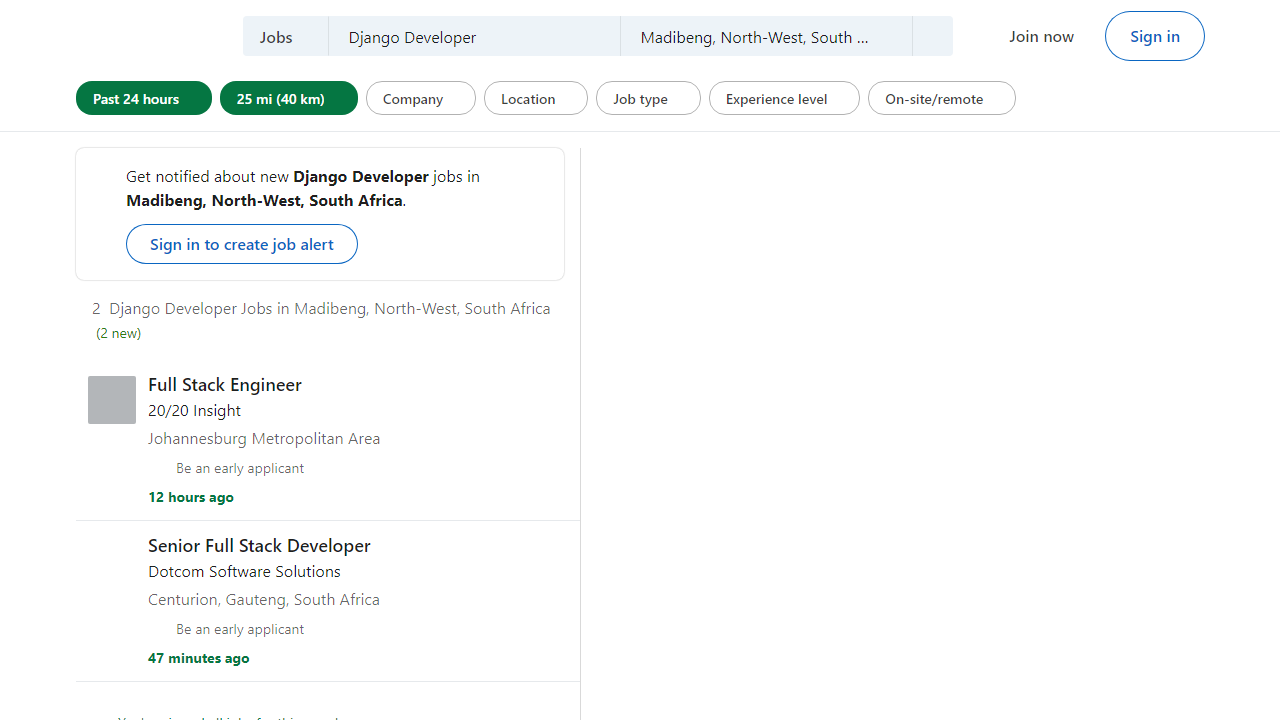 Jobs
Django Developer
Madibeng, North-West, South ...
Join now
Sign in
Past 24 hours
25 mi (40 km)
Company
Location
Job type
Experience level
On-site/remote
Get notified about new Django Developer jobs in
Madibeng, North-West, South Africa.
Sign in to create job alert
2 Django Developer Jobs in Madibeng, North-West, South Africa
(2 new)
Full Stack Engineer
20/20 Insight
Johannesburg Metropolitan Area
Be an early applicant
12 hours ago
Senior Full Stack Developer
Dotcom Software Solutions
Centurion, Gauteng, South Africa
Be an early applicant
47 minutes ago